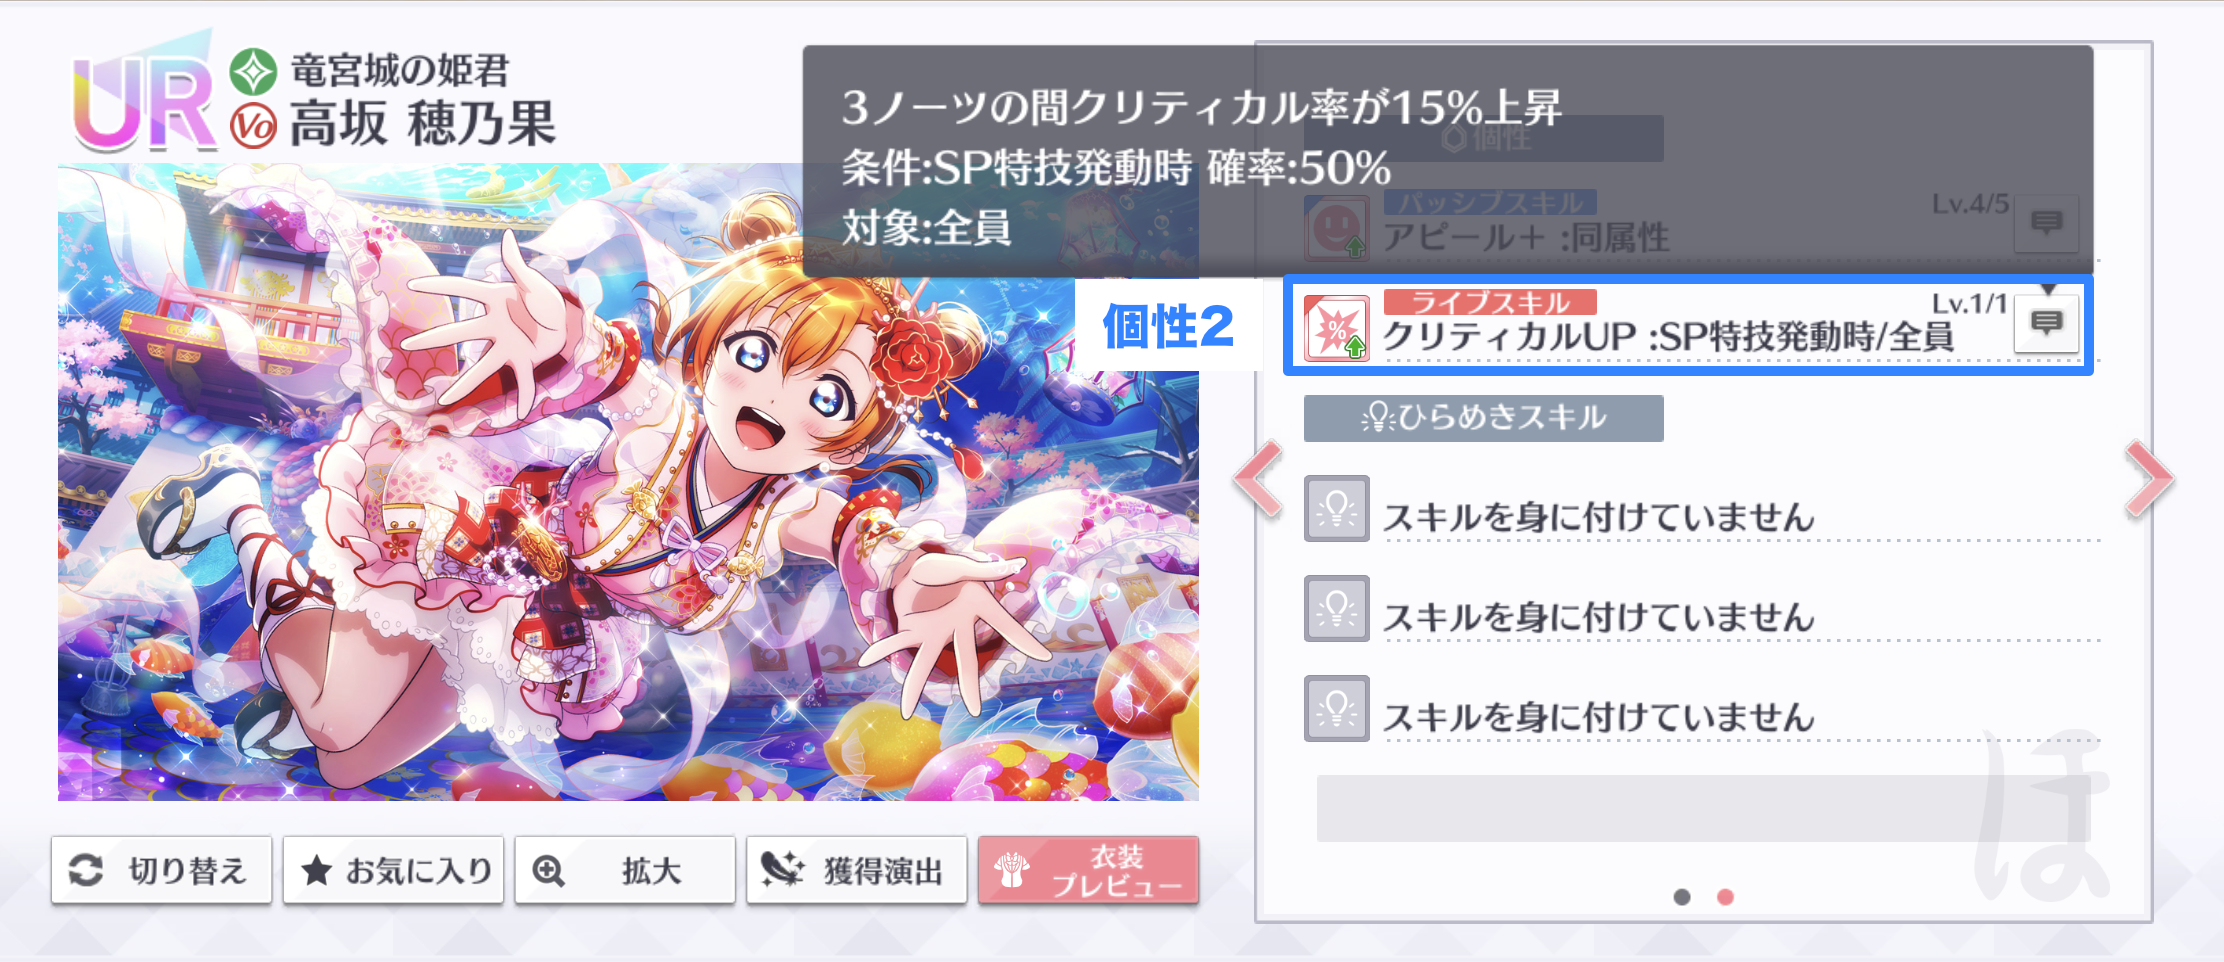 UR
竜宮城の姫君
Vo
高坂 穂乃果
3ノーツの間クリティカル率が15%上昇
条件:SP特技発動時 確率:50%
対象:全員
個性
パッシブスキル
Lv.4/5
アピール+ :同属性
個性2
ライブスキル
Lv.1/1
%
クリティカルUP :SP特技発動時/全員
ひらめきスキル
スキルを身に付けていません
スキルを身に付けていません
スキルを身に付けていません
ほ
切り替え
お気に入り
拡大
獲得演出
衣装
プレビュー